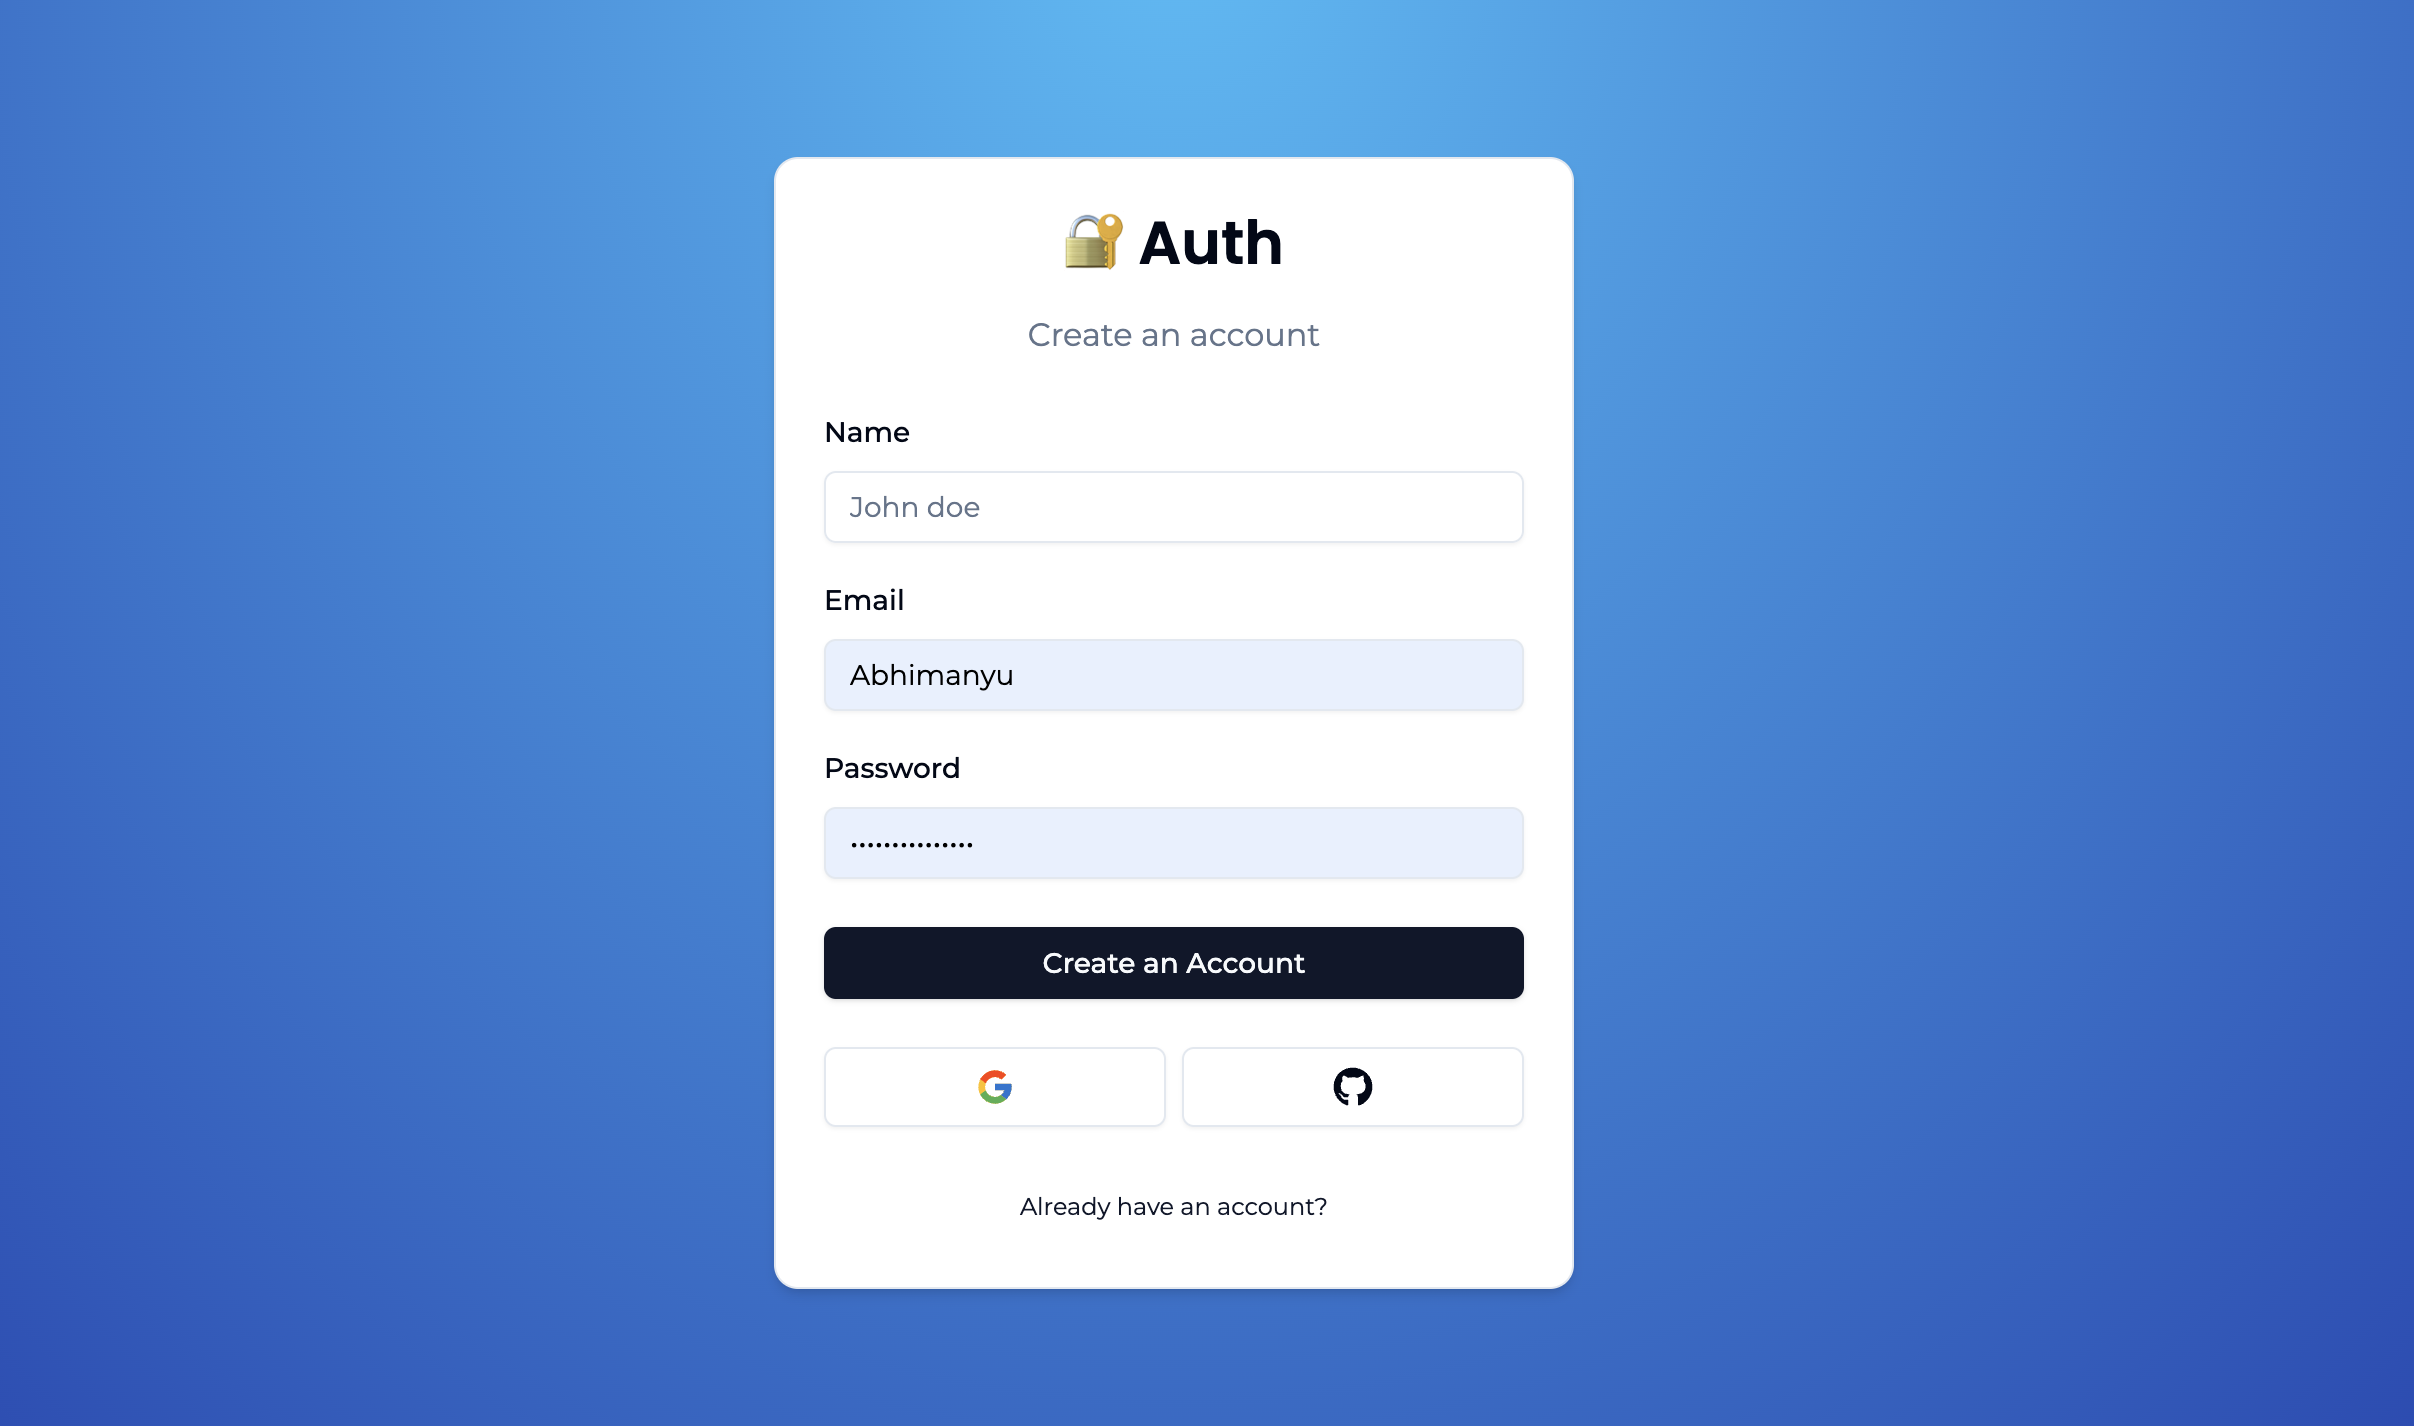 🔐 Auth
Create an account
Name
John doe
Email
Abhimanyu
Password
•••••••••••••••
Create an Account
Already have an account?